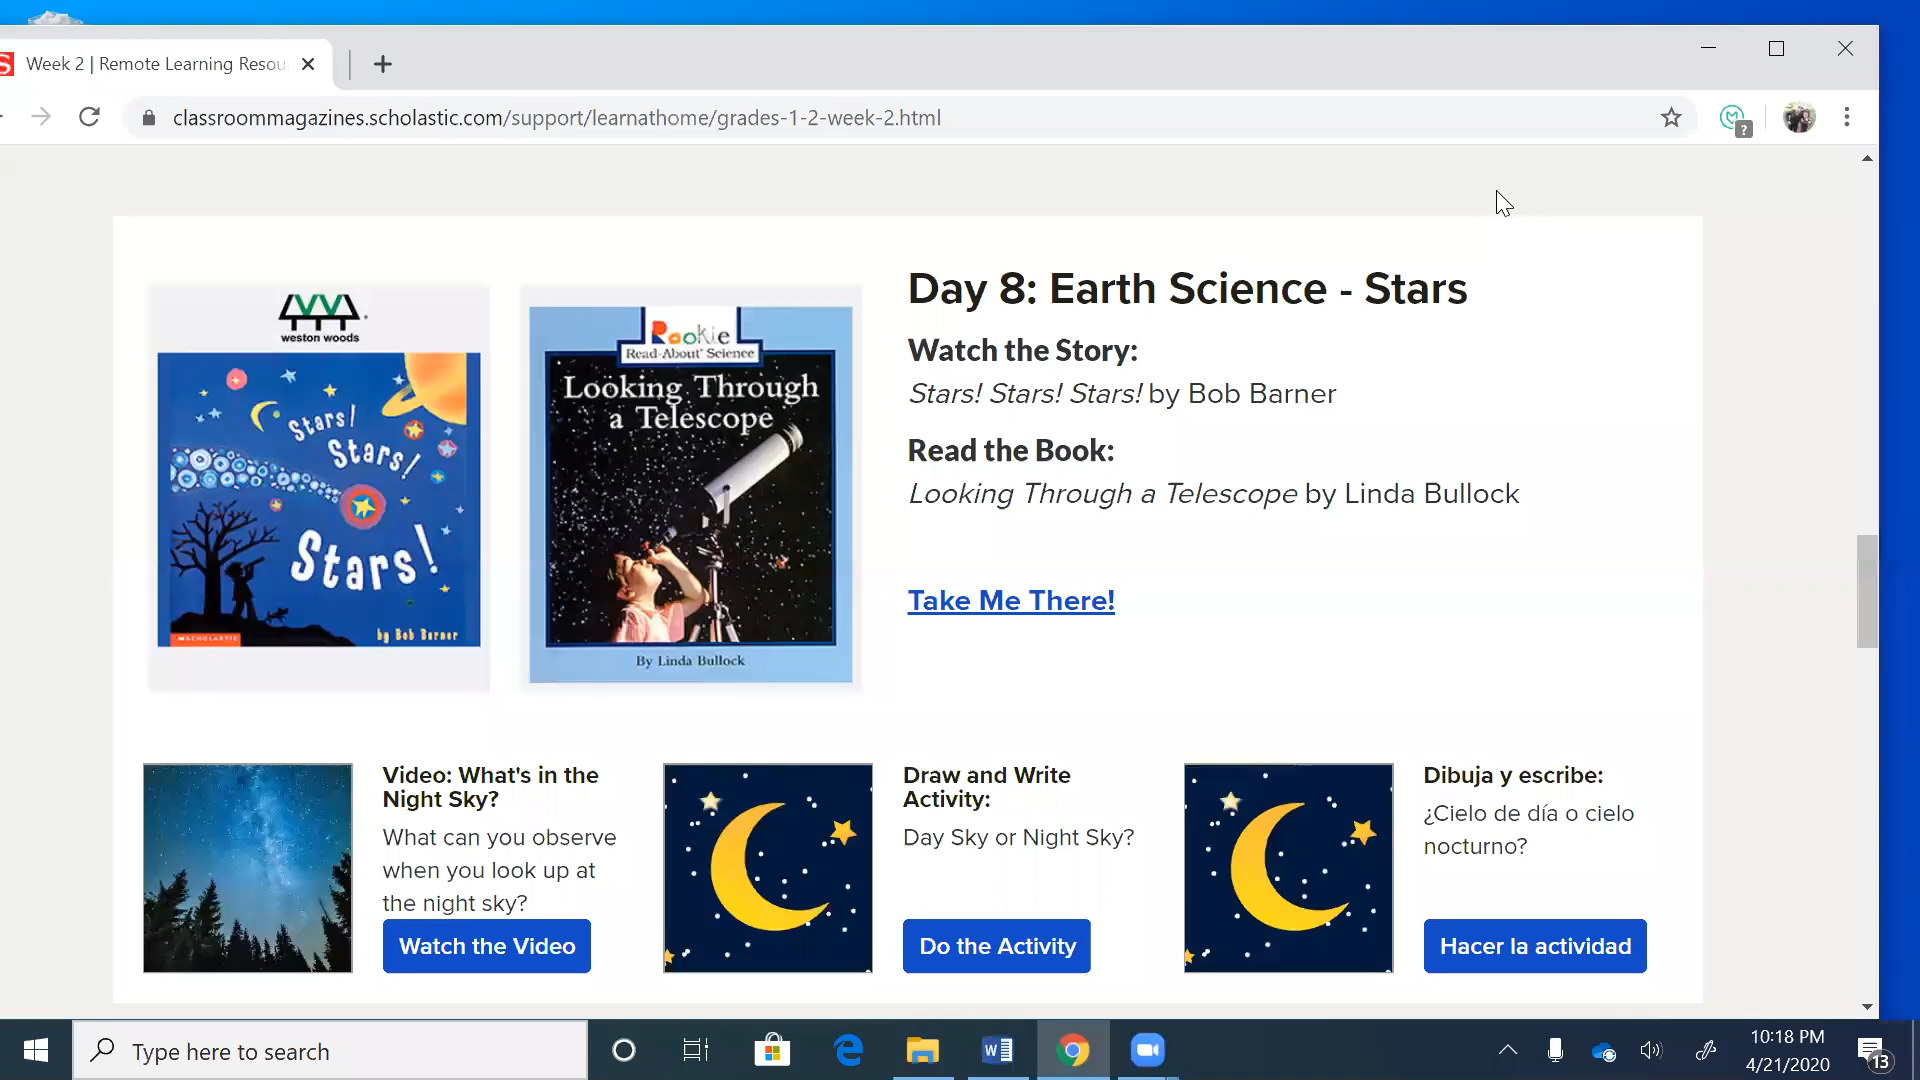 Week 2 | Remote Learning Resou
classroommagazines.scholastic.com/support/learnathome/grades-1-2-week-2.html
?
weston woods
Stars!
Stars!
Stars!
by Bob Barner
SCHOLASTIC
Rookie
Read-About® Science
Looking Through
a Telescope
By Linda Bullock
Day 8: Earth Science - Stars
Watch the Story:
Stars! Stars! Stars! by Bob Barner
Read the Book:
Looking Through a Telescope by Linda Bullock
Take Me There!
Video: What's in the
Night Sky?
What can you observe
when you look up at
the night sky?
Watch the Video
Draw and Write
Activity:
Day Sky or Night Sky?
Do the Activity
Dibuja y escribe:
¿Cielo de día o cielo
nocturno?
Hacer la actividad
Type here to search
10:18 PM
4/21/2020
13